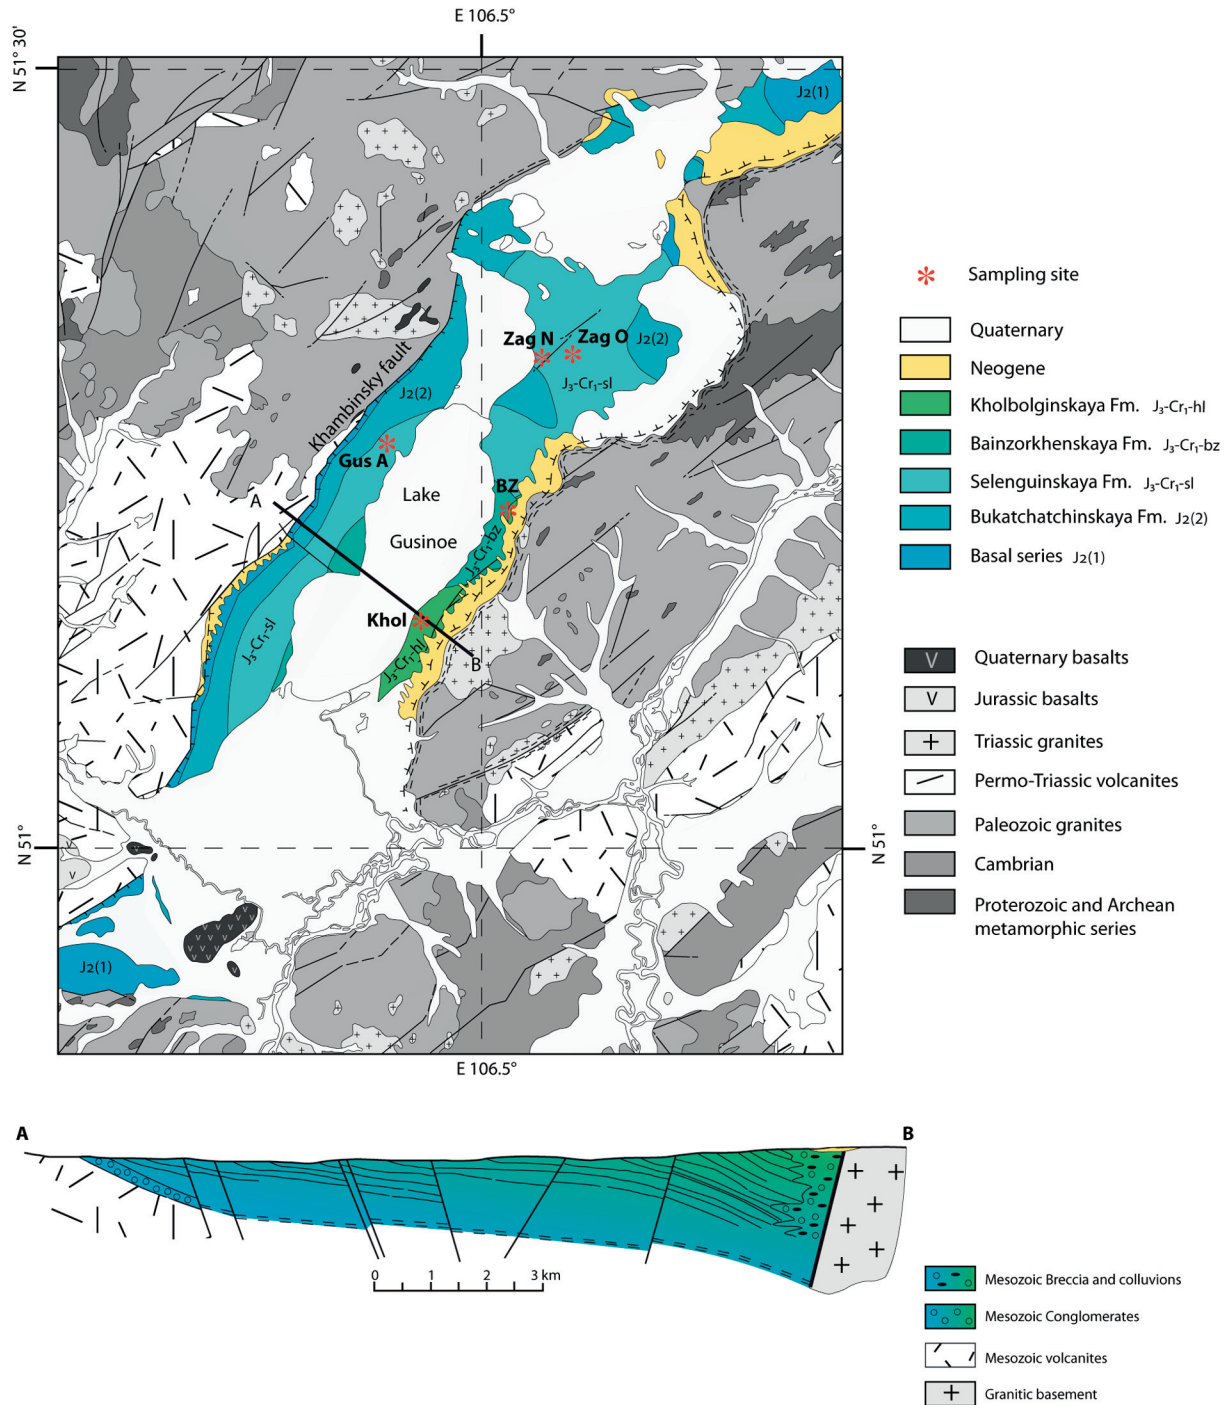 E 106.5°
N 51° 30'
J2(1)
Khambinsky fault
Zag N
Zag O
J2(2)
J3-Cr1-sl
J2(2)
Gus A
A
Lake
Gusinoe
BZ
J3-Cr1-bz
Khol
J3-Cr1-sl
J3-Cr1-hl
B
N 51°
N 51°
V
V
J2(1)
E 106.5°
Sampling site
Quaternary
Neogene
Kholbolginskaya Fm. J3-Cr1-hl
Bainzorkhenskaya Fm. J3-Cr1-bz
Selenguinskaya Fm. J3-Cr1-sl
Bukatchatchinskaya Fm. J2(2)
Basal series J2(1)
V Quaternary basalts
V Jurassic basalts
Triassic granites
Permo-Triassic volcanites
Paleozoic granites
Cambrian
Proterozoic and Archean
metamorphic series
A
B
0 1 2 3 km
Mesozoic Breccia and colluvions
Mesozoic Conglomerates
Mesozoic volcanites
Granitic basement